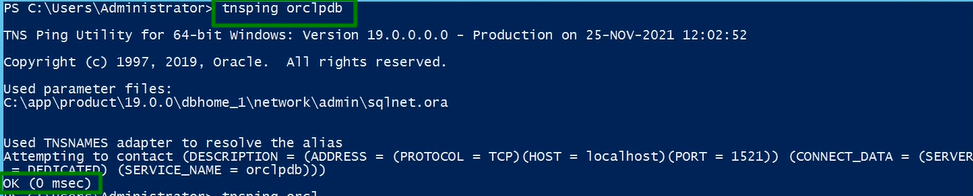 PS C:\Users\Administrator> tnsping orclpdb
TNS Ping Utility for 64-bit Windows: Version 19.0.0.0.0 - Production on 25-NOV-2021 12:02:52
Copyright (c) 1997, 2019, Oracle.  All rights reserved.
Used parameter files:
C:\app\product\19.0.0\dbhome_1\network\admin\sqlnet.ora
Used TNSNAMES adapter to resolve the alias
Attempting to contact (DESCRIPTION = (ADDRESS = (PROTOCOL = TCP)(HOST = localhost)(PORT = 1521)) (CONNECT_DATA = (SERVER
= DEDICATED) (SERVICE_NAME = orclpdb)))
OK (0 msec)
PS C:\Users\Administrator> tnsping orcl